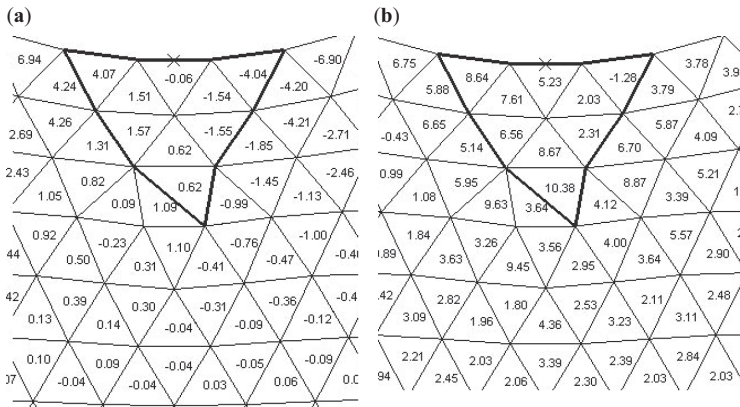 (a) (b)
6.94 4.24 4.07 -0.06 -4.04 -4.20 -6.90
1.51 -1.54
4.26 1.57 -1.55 -4.21
2.69 1.31 0.62 -1.85 -2.71
2.43 0.82 0.62 -1.45 -2.46
1.05 0.09 1.09 -0.99 -1.13
0.92 -0.23 1.10 -0.76 -1.00
0.50 0.31 -0.41 -0.47
0.39 0.30 -0.31 -0.36
0.13 0.14 -0.04 -0.09 -0.12
0.10 0.09 -0.04 -0.05 -0.09
-0.04 -0.04 0.03 0.06
6.75 5.88 8.64 5.23 -1.28 3.79 3.78
7.61 2.03
-0.43 6.65 6.56 2.31 5.87 4.09
5.14 8.67 6.70
0.99 5.95 10.38 8.87 5.21
1.08 9.63 3.64 4.12 3.39
1.84 3.26 3.56 4.00 5.57
3.63 9.45 2.95 3.64 2.90
2.82 1.80 2.53 2.11 2.48
3.09 1.96 4.36 3.23 3.11
2.21 2.03 3.39 2.39 2.84
2.45 2.06 2.30 2.03 2.03